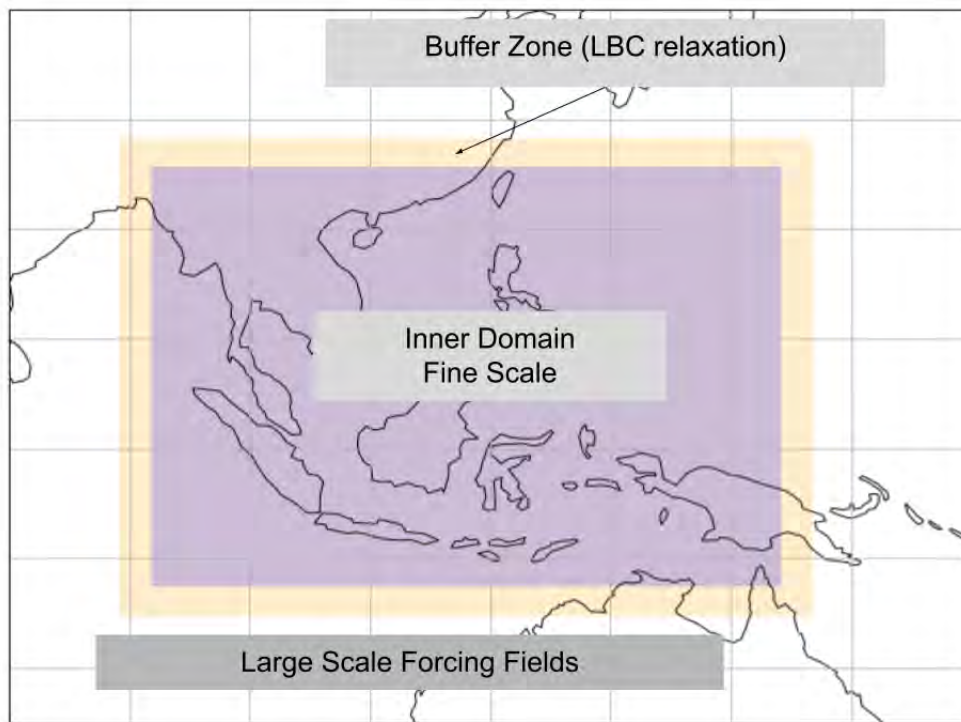 Buffer Zone (LBC relaxation)
Inner Domain
Fine Scale
Large Scale Forcing Fields